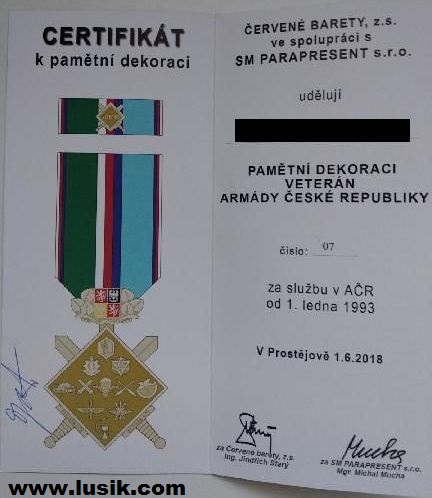 CERTIFIKÁT
k pamětní dekoraci
ČERVENÉ BARETY, z.s.
ve spolupráci s
SM PARAPRESENT s.r.o.
udělují
PAMĚTNÍ DEKORACI
VETERÁN
ARMÁDY ČESKÉ REPUBLIKY
číslo: 07
za službu v AČR
od 1. ledna 1993
V Prostějově 1.6.2018
za Červené barety, z.s.
Ing. Jindřich Starý
Mucha
za SM PARAPRESENT s.r.o.
Mgr. Michal Mucha
www.lusik.com